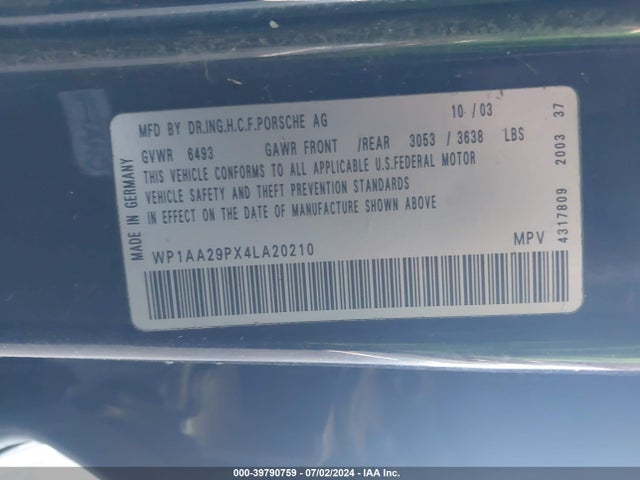 MFD BY DR.ING.H.C.F.PORSCHE AG 10 / 03
GVWR 6493 GAWR FRONT /REAR 3053 / 3638 LBS
THIS VEHICLE CONFORMS TO ALL APPLICABLE U.S.FEDERAL MOTOR
VEHICLE SAFETY AND THEFT PREVENTION STANDARDS
IN EFFECT ON THE DATE OF MANUFACTURE SHOWN ABOVE
WP1AA29PX4LA20210 MPV
MADE IN GERMANY
4317809 2003 37
000-39790759 - 07/02/2024 - IAA Inc.